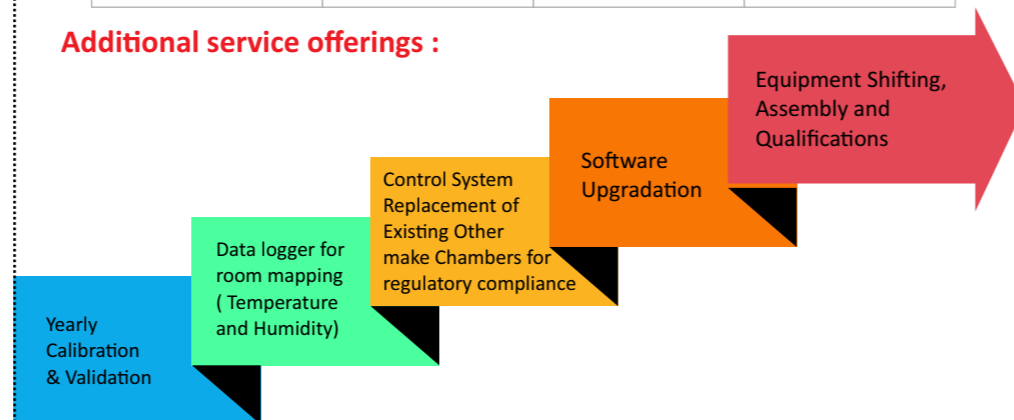 Additional service offerings :
Equipment Shifting,
Assembly and
Qualifications
Software
Upgradation
Control System
Replacement of
Existing Other
make Chambers for
regulatory compliance
Data logger for
room mapping
( Temperature
and Humidity)
Yearly
Calibration
& Validation